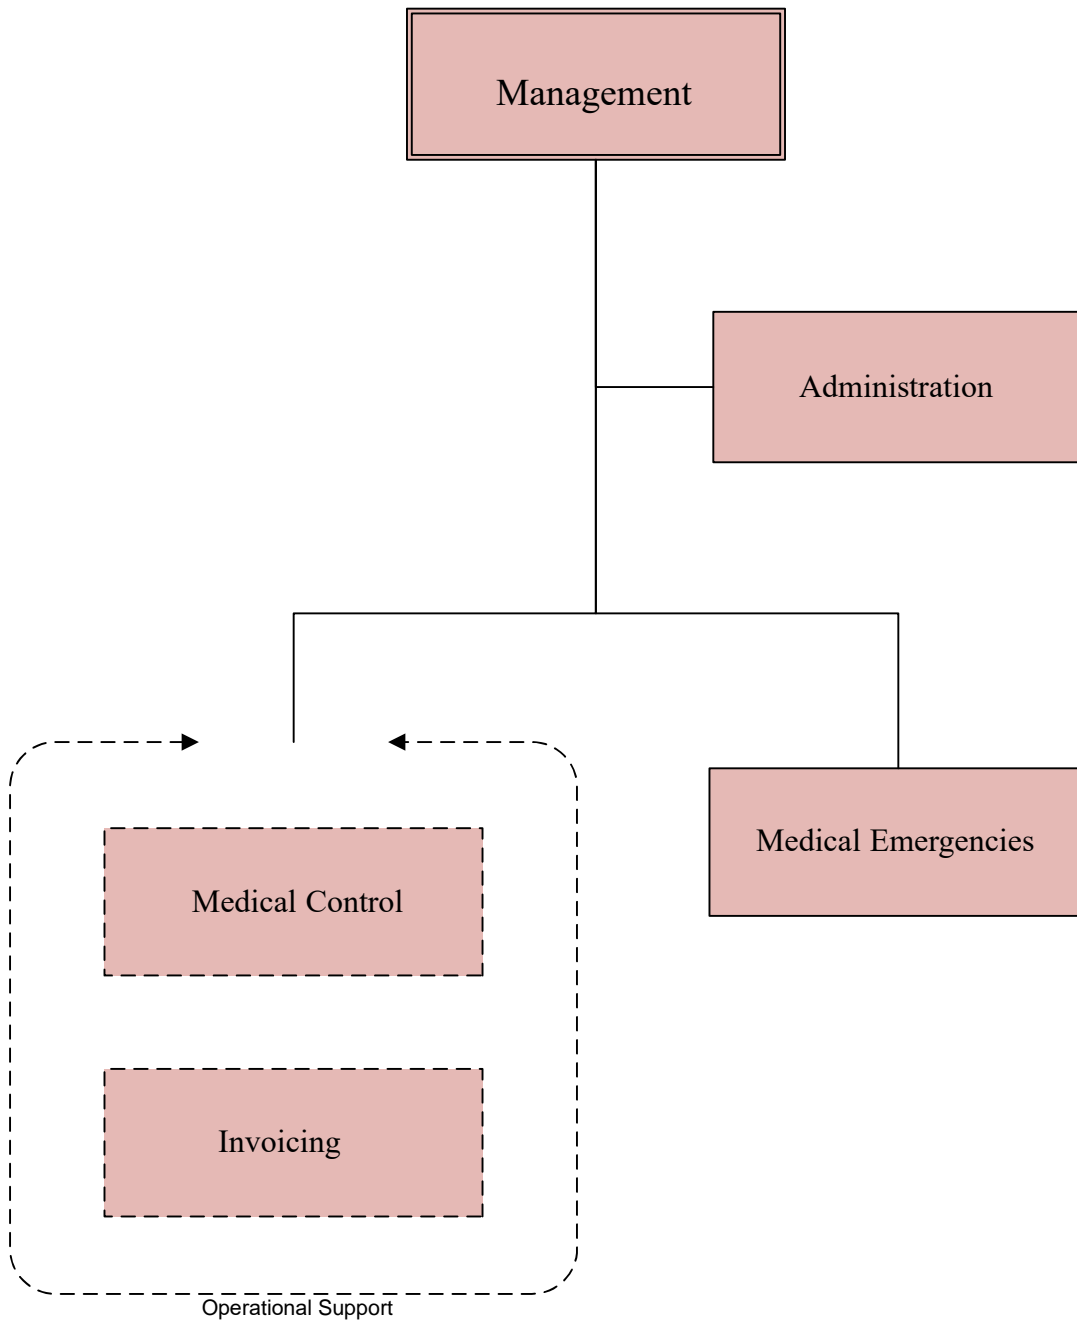 Management
Administration
Medical Emergencies
Medical Control
Invoicing
Operational Support